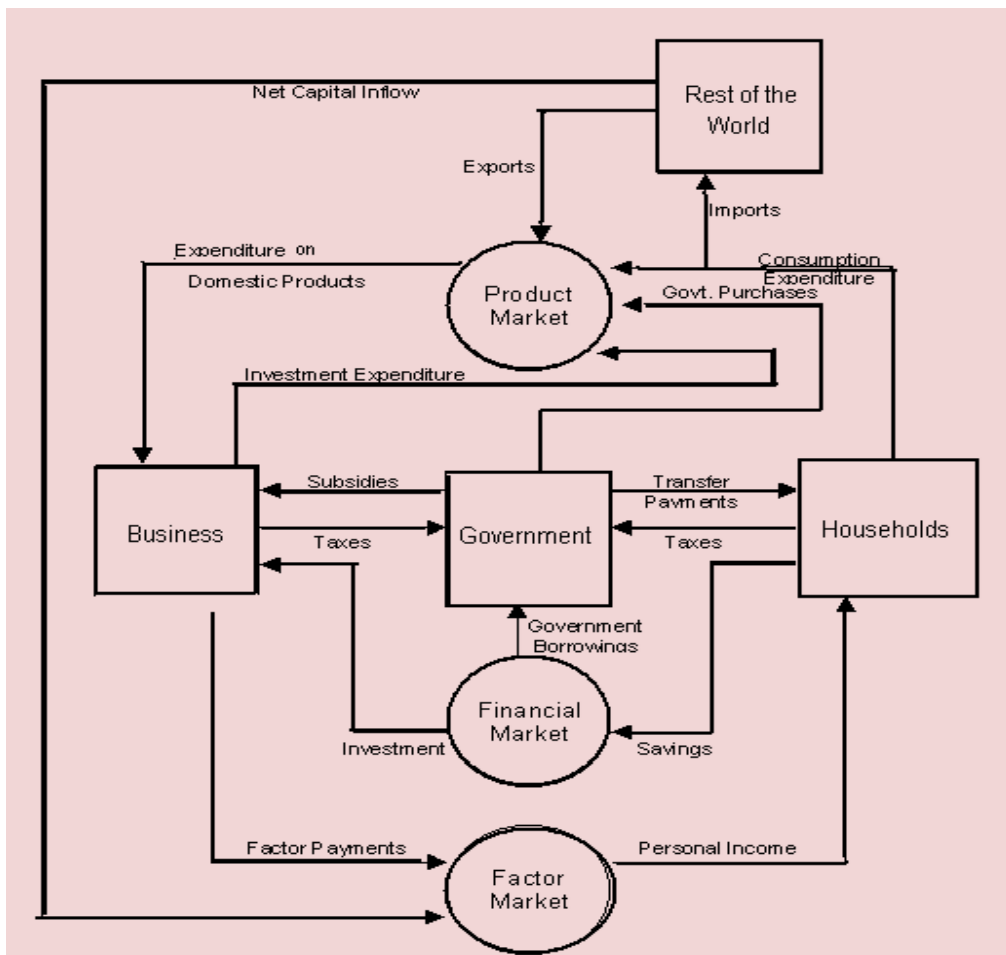 Rest of the
World
Net Capital Inflow
Exports
Imports
Expenditure on
Domestic Products
Consumption
Expenditure
Product
Market
Govt. Purchases
Investment Expenditure
Subsidies
Transfer
Payments
Business
Government
Households
Taxes
Taxes
Government
Borrowings
Financial
Market
Investment
Savings
Factor Payments
Personal Income
Factor
Market